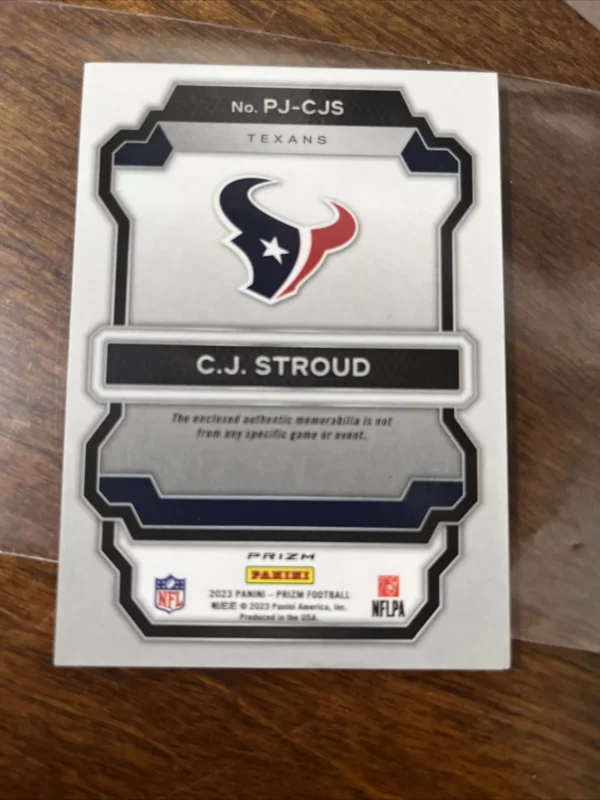 No. PJ-CJS
TEXANS
C.J. STROUD
The enclosed authentic memorabilia is not
from any specific game or event.
PRIZM
PANINI
2023 PANINI – PRIZM FOOTBALL
© 2023 Panini America, Inc.
Produced in the USA.
NFL
NFLPA